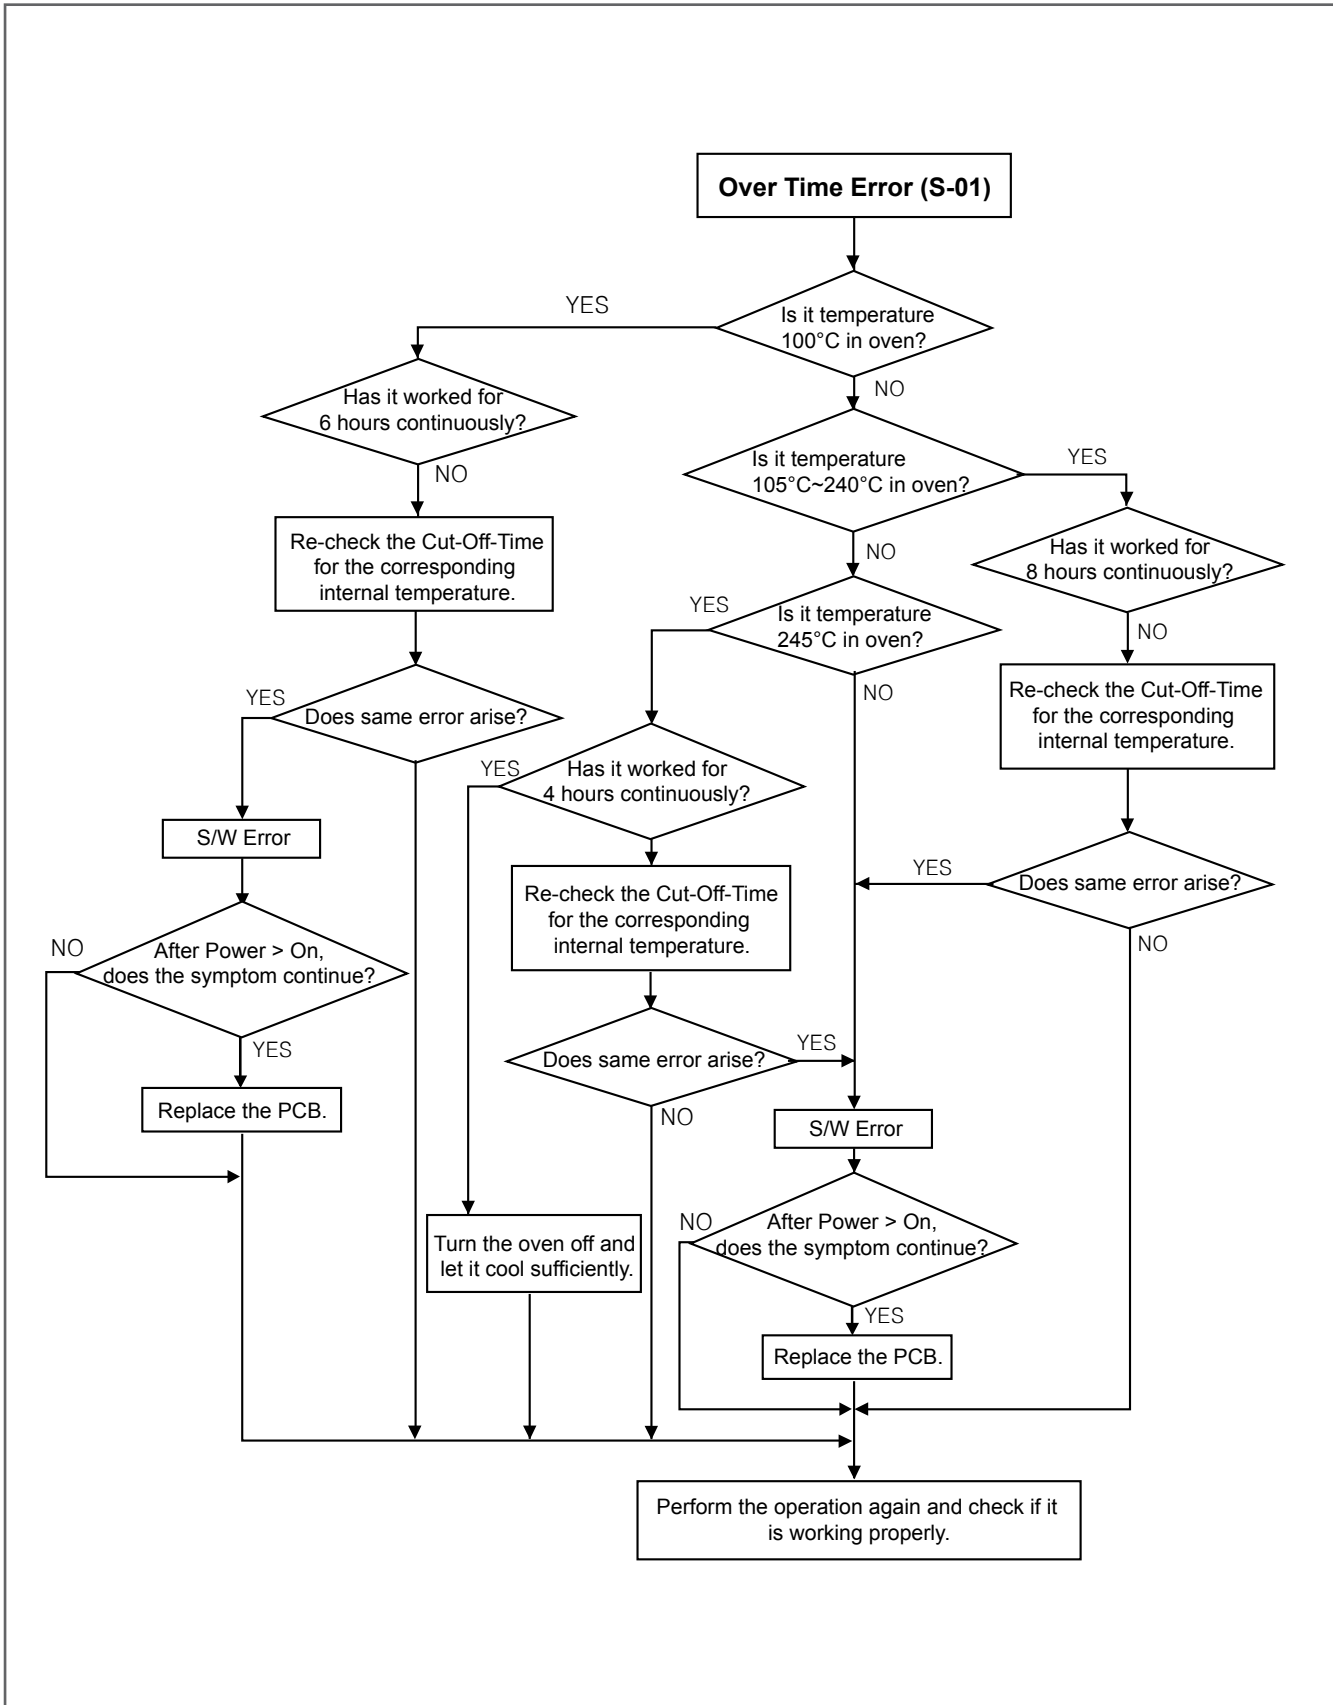 Over Time Error (S-01)
Is it temperature
100°C in oven?
YES
NO
Has it worked for
6 hours continuously?
NO
Is it temperature
105°C~240°C in oven?
YES
NO
Re-check the Cut-Off-Time
for the corresponding
internal temperature.
Has it worked for
8 hours continuously?
NO
Is it temperature
245°C in oven?
YES
NO
Re-check the Cut-Off-Time
for the corresponding
internal temperature.
Does same error arise?
YES
Has it worked for
4 hours continuously?
YES
S/W Error
Re-check the Cut-Off-Time
for the corresponding
internal temperature.
Does same error arise?
YES
NO
After Power > On,
does the symptom continue?
NO
YES
Does same error arise?
YES
NO
Replace the PCB.
S/W Error
Turn the oven off and
let it cool sufficiently.
After Power > On,
does the symptom continue?
NO
YES
Replace the PCB.
Perform the operation again and check if it
is working properly.